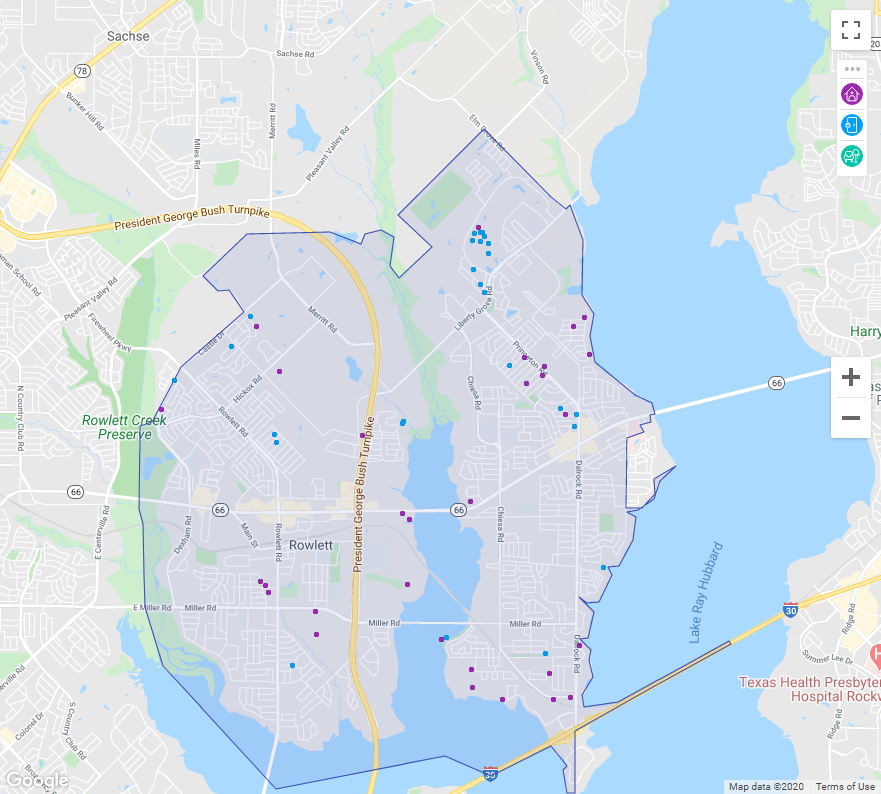 Sachse
Sachse Rd
78
Bunker Hill Rd
Miles Rd
Merritt Rd
Pleasant Valley Rd
Vinson Rd
Elm Grove Rd
President George Bush Turnpike
Pleasant Valley Rd
Firewheel Pkwy
Merritt Rd
Liberty Grove Rd
Castle Dr
Princeton Rd
Harry
66
Hickox Rd
Chiesa Rd
N Country Club Rd
Rowlett Creek
Preserve
Rowlett Rd
President George Bush Turnpike
Dalrock Rd
66
66
66
E Centerville Rd
Dexham Rd
Main St
Rowlett Rd
Rowlett
Chiesa Rd
Lake Ray Hubbard
E Miller Rd
Miller Rd
Miller Rd
Miller Rd
Dalrock Rd
30
Ridge Rd
Summer Lee Dr
H
Texas Health Presbyter
Hospital Rockw
Ridge Rd
S Country
Club Rd
Colonel Dr
Google
Map data ©2020
Terms of Use